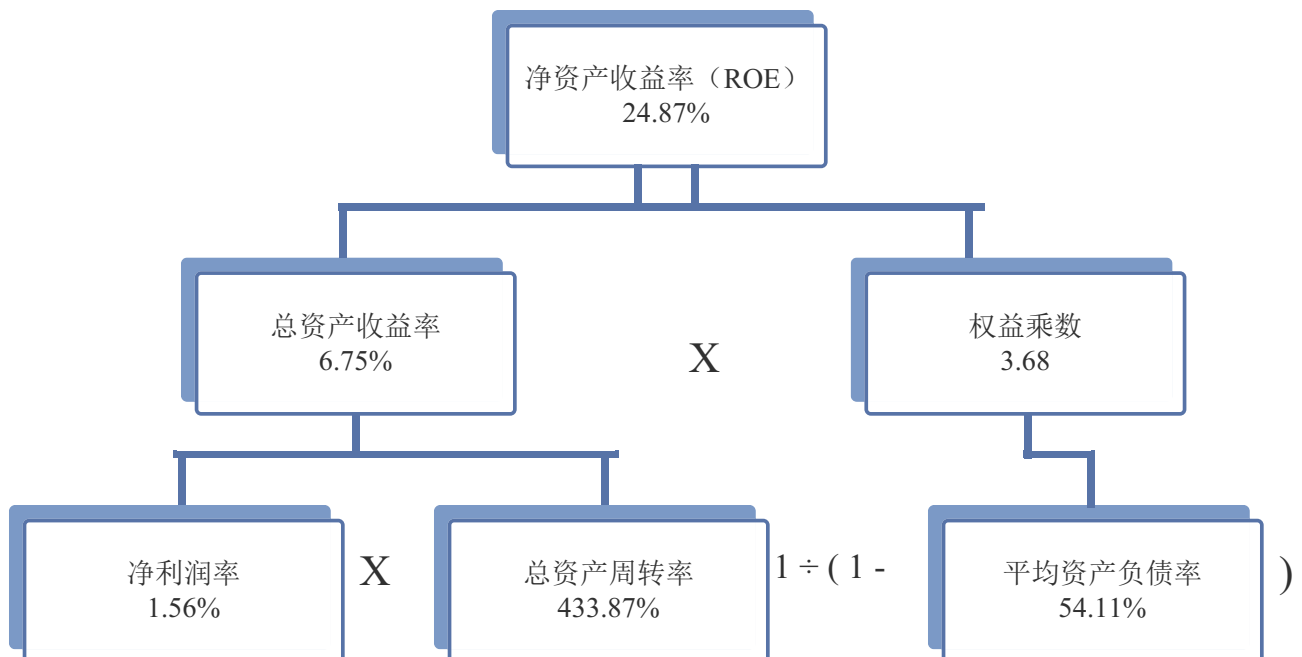 净资产收益率（ROE）
24.87%
总资产收益率
6.75%
X
权益乘数
3.68
净利润率
1.56%
X
总资产周转率
433.87%
1 ÷ ( 1 -
平均资产负债率
54.11%
)